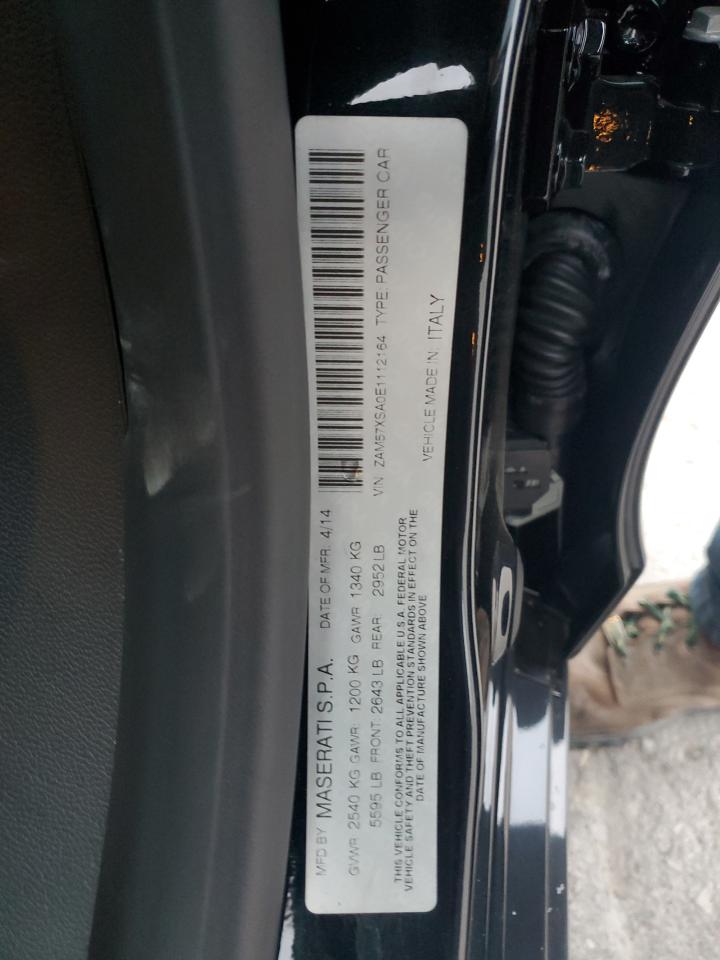 MFD BY MASERATI S.P.A. DATE OF MFR. 4/14
GVWR 2540 KG GAWR: 1200 KG GAWR 1340 KG
5595 LB FRONT: 2643 LB REAR: 2952 LB
VIN: ZAM57XSA0E1112164 TYPE: PASSENGER CAR
THIS VEHICLE CONFORMS TO ALL APPLICABLE U.S.A. FEDERAL MOTOR
VEHICLE SAFETY AND THEFT PREVENTION STANDARDS IN EFFECT ON THE
DATE OF MANUFACTURE SHOWN ABOVE
VEHICLE MADE IN: ITALY